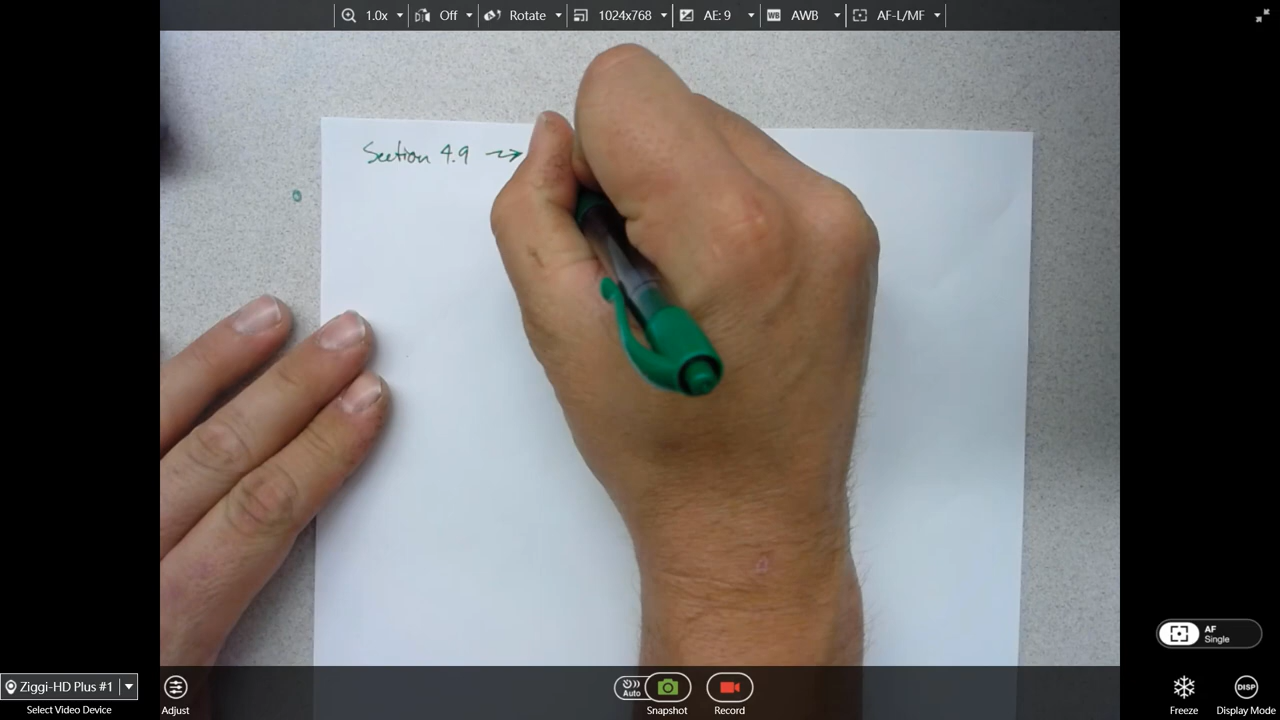 1.0x Off Rotate 1024x768 AE: 9 WB AWB AF-L/MF
Section 4.9 →
AF
Single
Ziggi-HD Plus #1
Select Video Device
Adjust
Auto
Snapshot
Record
Freeze
DISP
Display Mode